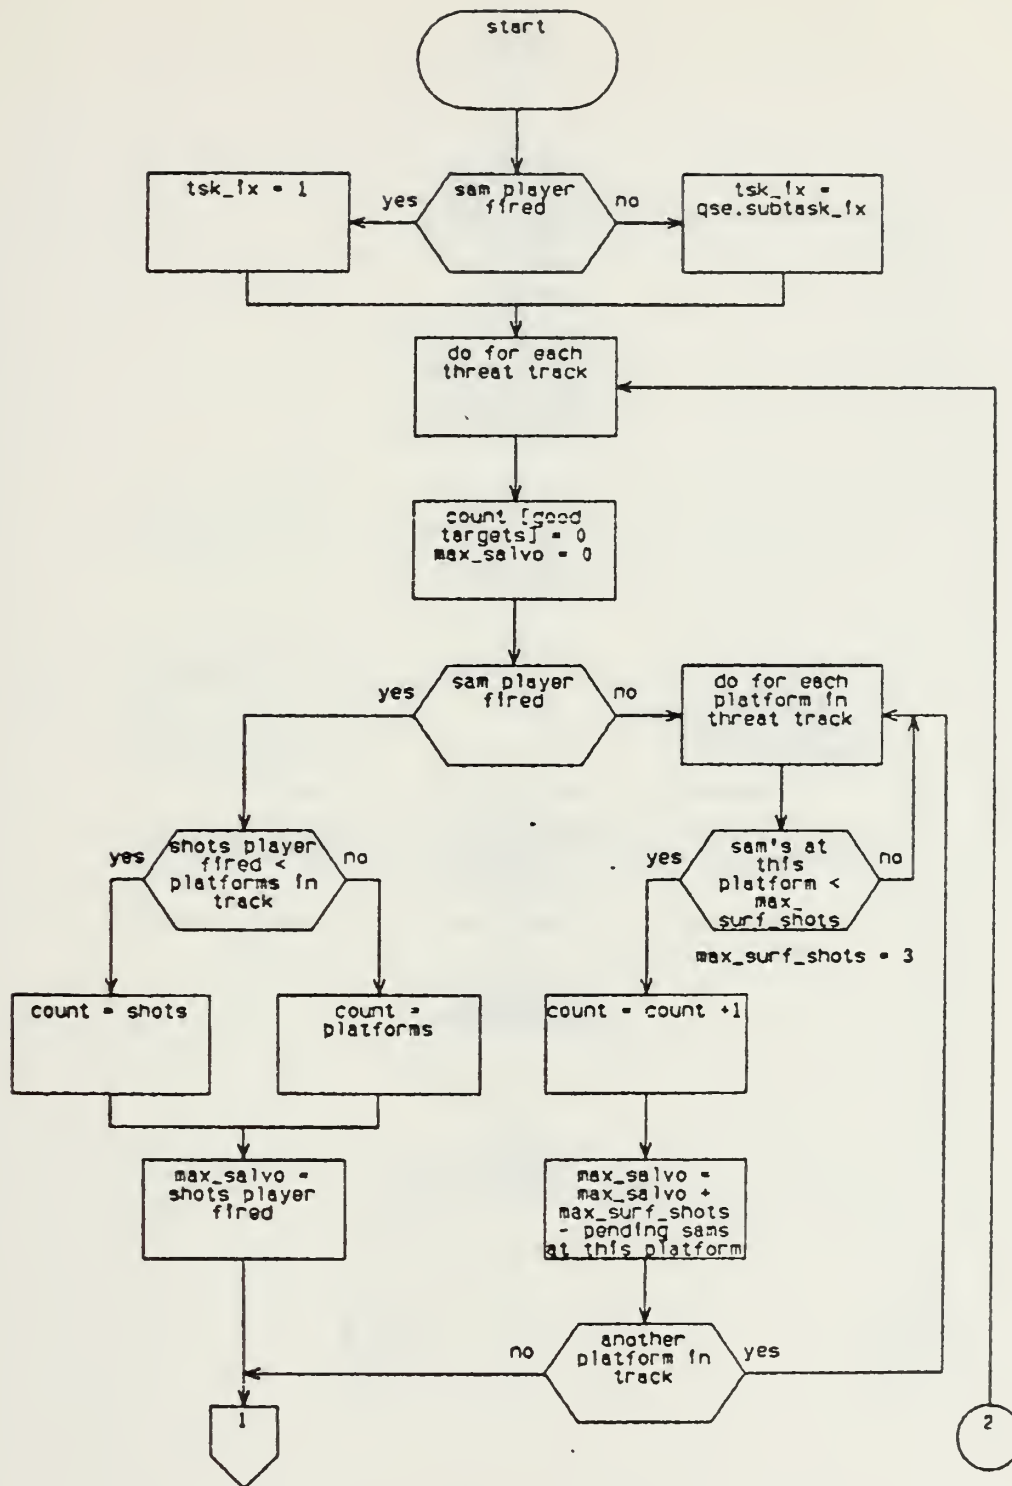 start
tsk_ix = 1
yes
sam player
fired
no
tsk_ix =
qse.subtask_ix
do for each
threat track
count [good
targets] = 0
max_salvo = 0
yes
sam player
fired
no
do for each
platform in
threat track
yes
shots player
fired <
platforms in
track
no
yes
sam's at
this
platform <
max_
surf_shots
no
max_surf_shots = 3
count = shots
count =
platforms
count = count +1
max_salvo =
shots player
fired
max_salvo =
max_salvo +
max_surf_shots
- pending sams
at this platform
no
another
platform in
track
yes
1
2